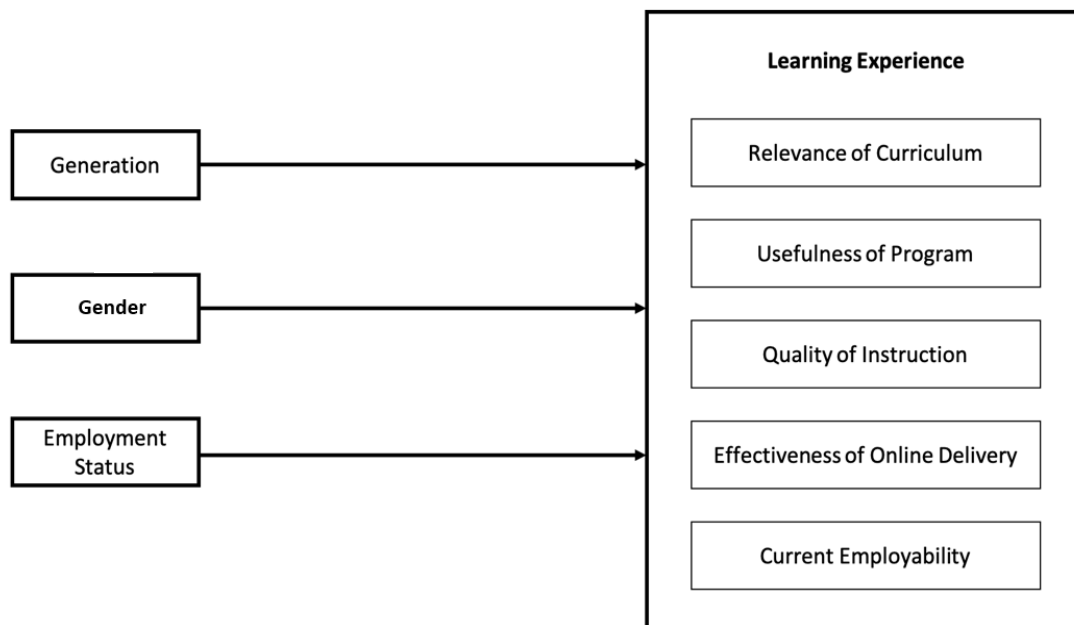 Learning Experience
Generation
Gender
Employment
Status
Relevance of Curriculum
Usefulness of Program
Quality of Instruction
Effectiveness of Online Delivery
Current Employability